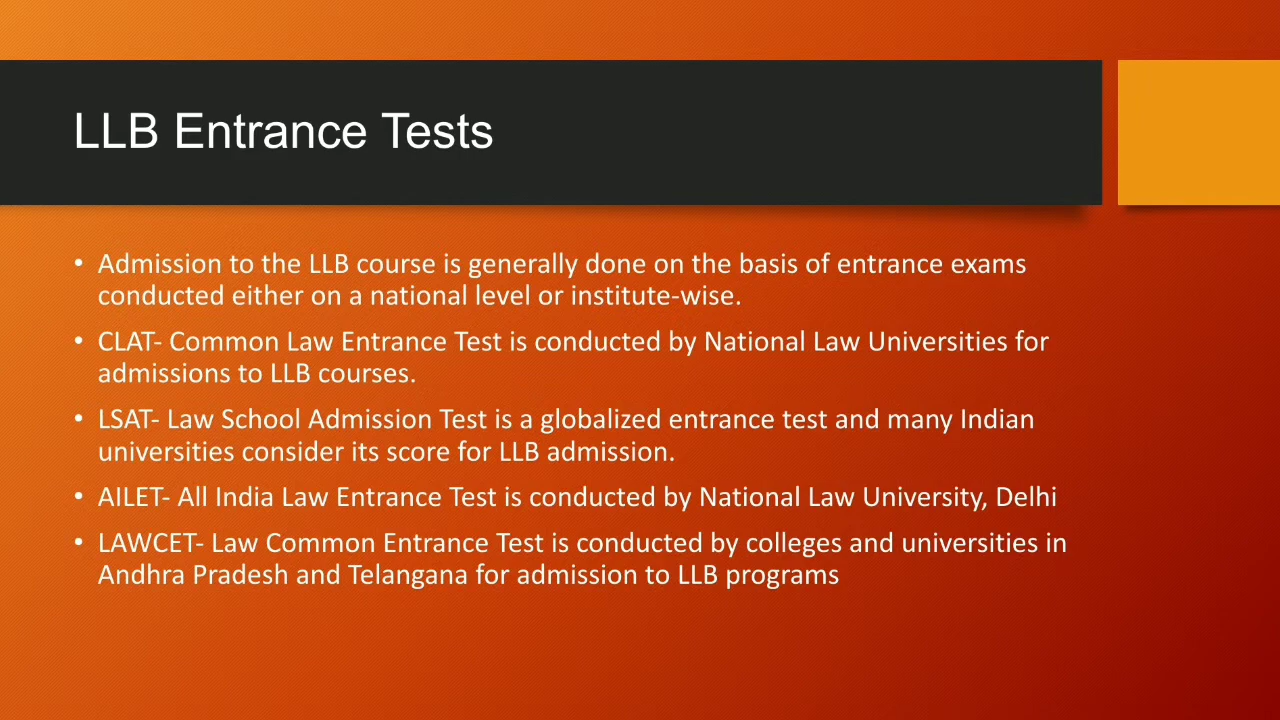 LLB Entrance Tests
• Admission to the LLB course is generally done on the basis of entrance exams
conducted either on a national level or institute-wise.
• CLAT- Common Law Entrance Test is conducted by National Law Universities for
admissions to LLB courses.
• LSAT- Law School Admission Test is a globalized entrance test and many Indian
universities consider its score for LLB admission.
• AILET- All India Law Entrance Test is conducted by National Law University, Delhi
• LAWCET- Law Common Entrance Test is conducted by colleges and universities in
Andhra Pradesh and Telangana for admission to LLB programs